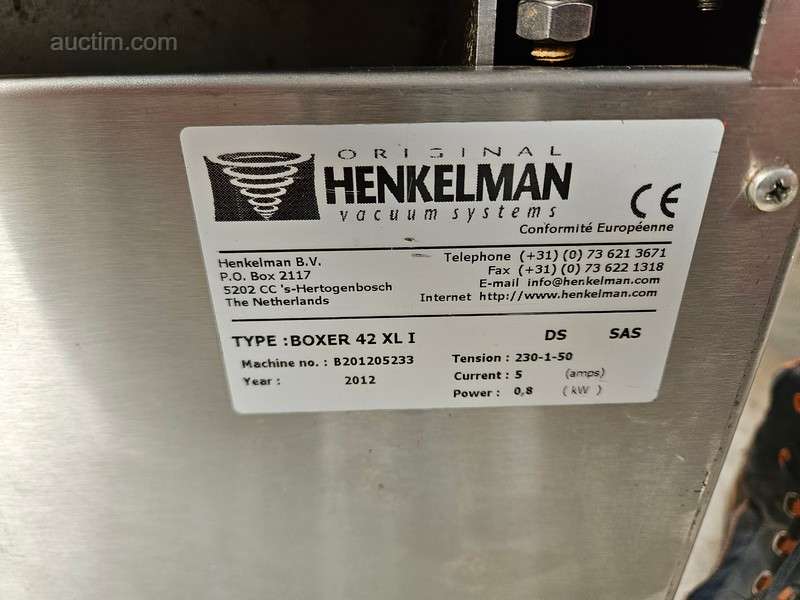 auctim.com
ORIGINAL
HENKELMAN
vacuum systems
CE
Conformité Européenne
Henkelman B.V.
P.O. Box 2117
5202 CC 's-Hertogenbosch
The Netherlands
Telephone (+31) (0) 73 621 3671
Fax (+31) (0) 73 622 1318
E-mail info@henkelman.com
Internet http://www.henkelman.com
TYPE :BOXER 42 XL I DS SAS
Machine no. : B201205233
Year : 2012
Tension : 230-1-50
Current : 5 (amps)
Power : 0,8 (kW)